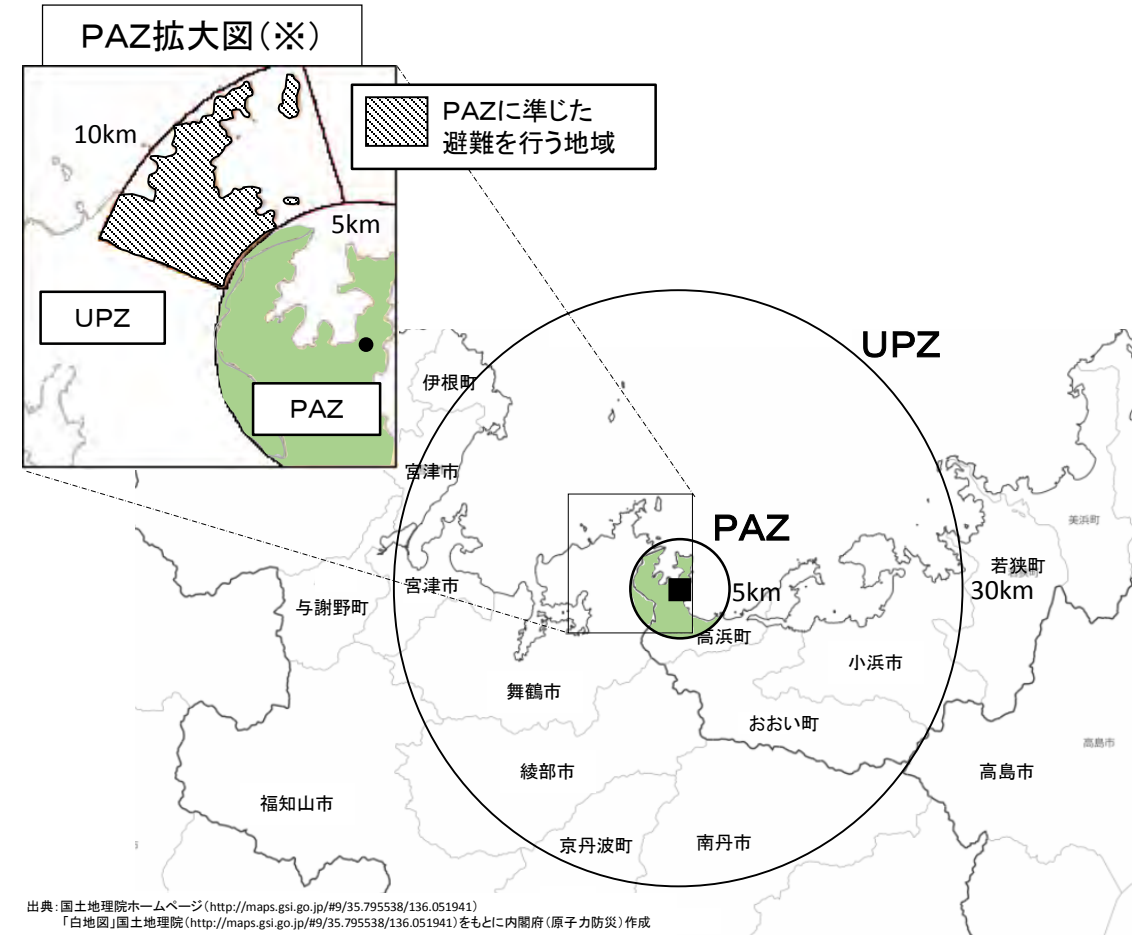 PAZ拡大図(※)
PAZに準じた
避難を行う地域
10km
5km
UPZ
PAZ
UPZ
伊根町
宮津市
PAZ
美浜町
若狭町
宮津市
5km
30km
与謝野町
高浜町
小浜市
舞鶴市
おおい町
高島市
綾部市
高島市
福知山市
京丹波町
南丹市
出典:国土地理院ホームページ(http://maps.gsi.go.jp/#9/35.795538/136.051941)
「白地図」国土地理院(http://maps.gsi.go.jp/#9/35.795538/136.051941)をもとに内閣府(原子力防災)作成